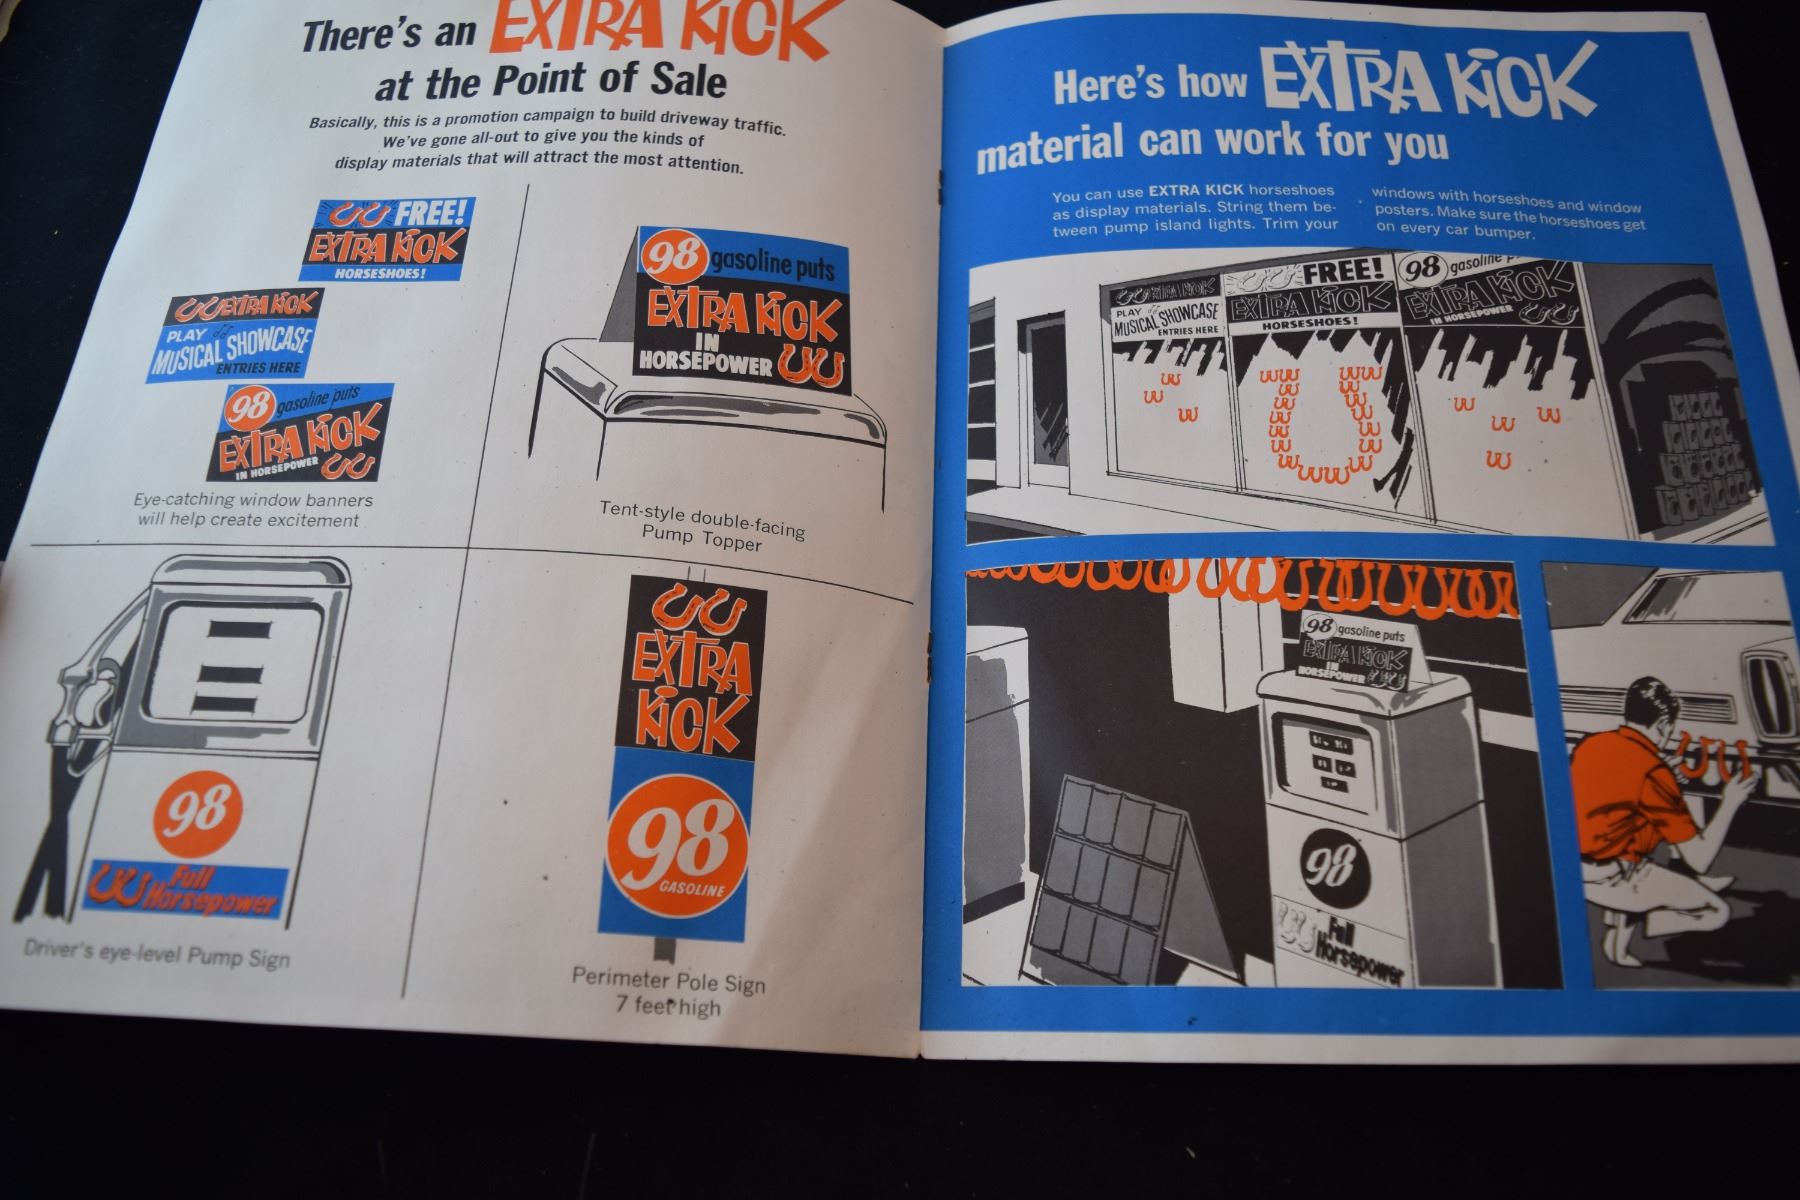 There's an EXTRA KICK
at the Point of Sale
Basically, this is a promotion campaign to build driveway traffic.
We've gone all-out to give you the kinds of
display materials that will attract the most attention.
FREE!
EXTRA KICK
HORSESHOES!
EXTRA KICK
PLAY
MUSICAL SHOWCASE
ENTRIES HERE
98 gasoline puts
EXTRA KICK
IN HORSEPOWER
Eye-catching window banners
will help create excitement
98 gasoline puts
EXTRA KICK
IN
HORSEPOWER
Tent-style double-facing
Pump Topper
98
Full
Horsepower
Driver's eye-level Pump Sign
EXTRA
KICK
98
GASOLINE
Perimeter Pole Sign
7 feet high
Here's how EXTRA KICK
material can work for you
You can use EXTRA KICK horseshoes
as display materials. String them be-
tween pump island lights. Trim your
windows with horseshoes and window
posters. Make sure the horseshoes get
on every car bumper.
EXTRA KICK
PLAY
MUSICAL SHOWCASE
ENTRIES HERE
FREE!
EXTRA KICK
HORSESHOES!
98 gasoline p
EXTRA KICK
IN HORSEPOWER
98 gasoline puts
EXTRA KICK
IN
HORSEPOWER
98
Full
Horsepower